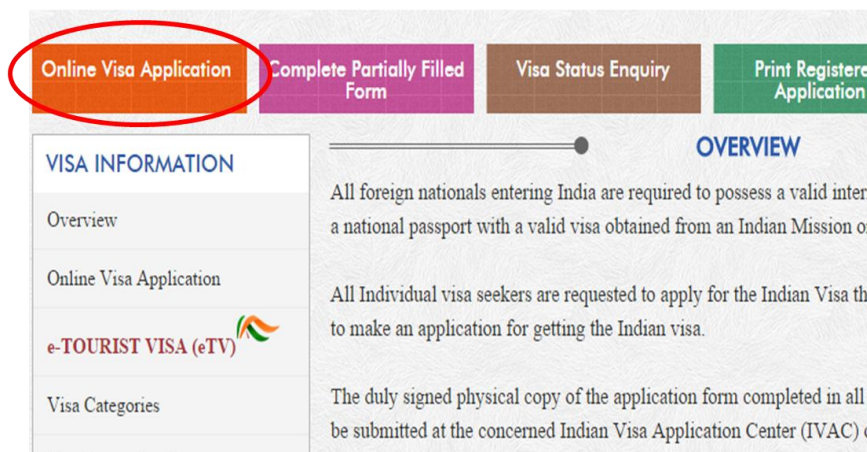 Online Visa Application
Complete Partially Filled
Form
Visa Status Enquiry
Print
Application
VISA INFORMATION
Overview
Online Visa Application
e-TOURIST VISA (eTV)
Visa Categories
OVERVIEW
All foreign nationals entering India are required to possess a valid
a national passport with a valid visa obtained from an Indian Mission
All Individual visa seekers are requested to apply for the Indian Visa
to make an application for getting the Indian visa.
The duly signed physical copy of the application form completed in all
be submitted at the concerned Indian Visa Application Center (IVAC)